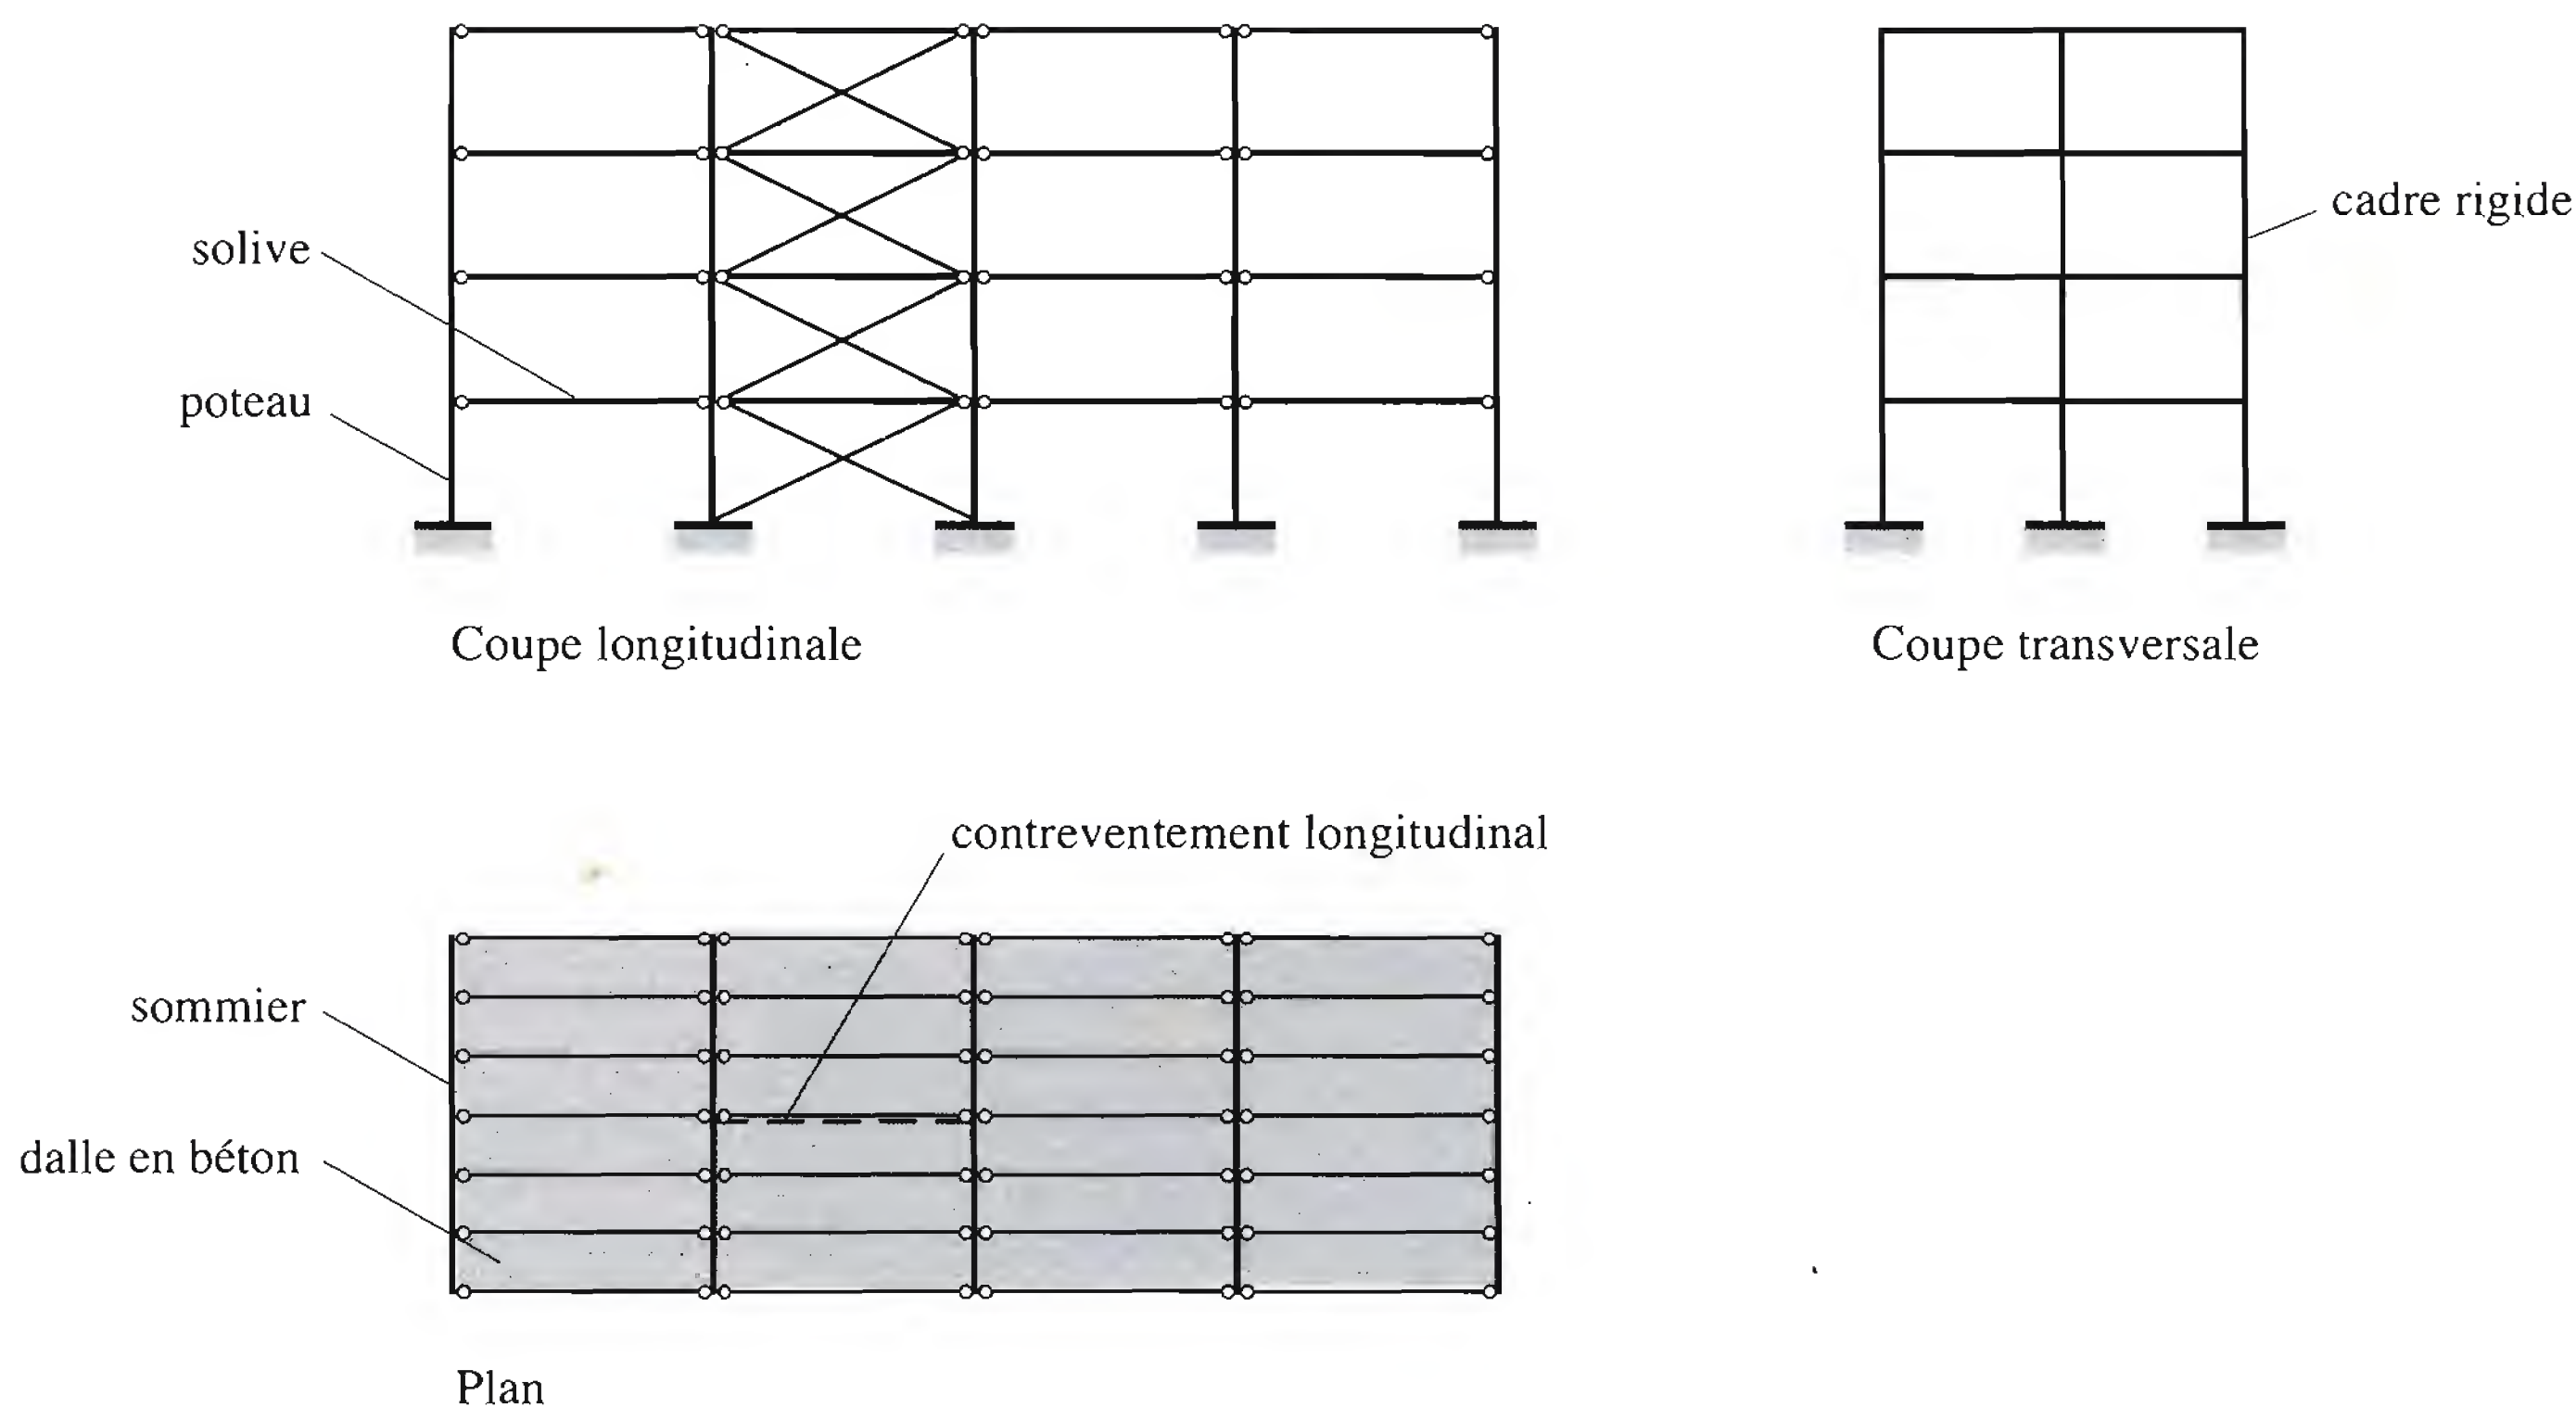 cadre rigide
solive
poteau
Coupe longitudinale
Coupe transversale
contreventement longitudinal
sommier
dalle en béton
Plan